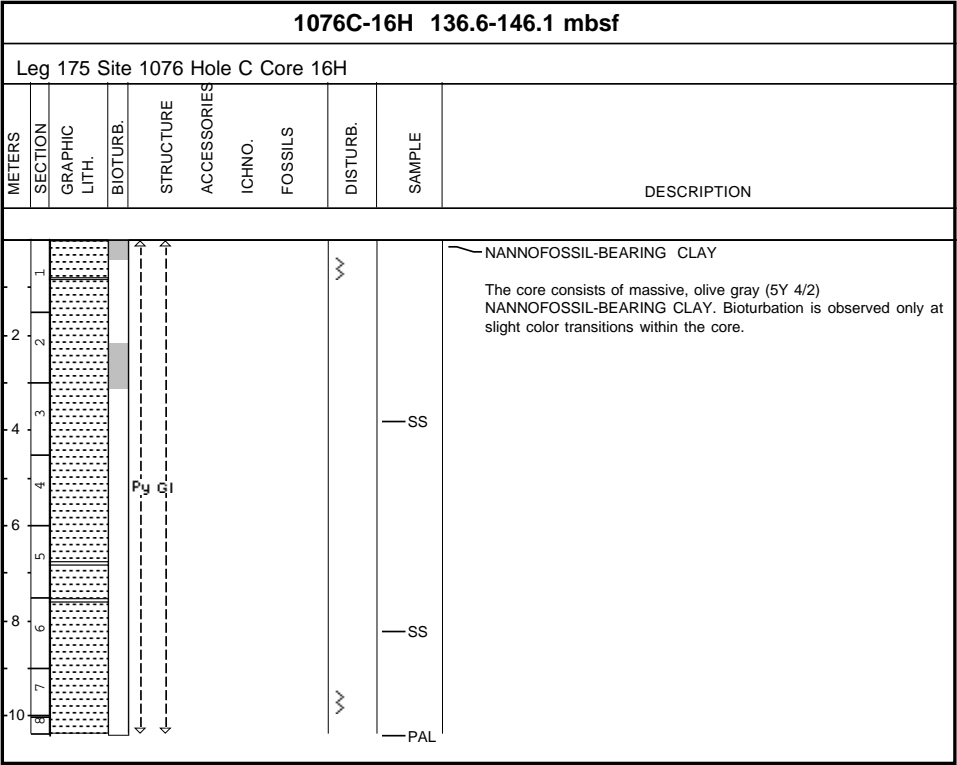 1076C-16H 136.6-146.1 mbsf
Leg 175 Site 1076 Hole C Core 16H
METERS
SECTION
GRAPHIC
LITH.
BIOTURB.
STRUCTURE
ACCESSORIES
ICHNO.
FOSSILS
DISTURB.
SAMPLE
DESCRIPTION
NANNOFOSSIL-BEARING CLAY
The core consists of massive, olive gray (5Y 4/2)
NANNOFOSSIL-BEARING CLAY. Bioturbation is observed only at
slight color transitions within the core.
1
2
2
3
4
SS
4
Py Gl
6
5
8
6
SS
7
10
8
PAL